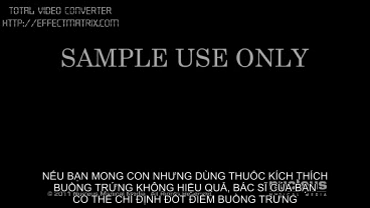 TOTAL VIDEO CONVERTER
HTTP://EFFECTMATRIX.COM
SAMPLE USE ONLY
NẾU BẠN MONG CON NHƯNG DÙNG THUỐC KÍCH THÍCH
BUỒNG TRỨNG KHÔNG HIỆU QUẢ, BÁC SĨ CỦA BẠN
CÓ THỂ CHỈ ĐỊNH ĐỐT ĐIỂM BUỒNG TRỨNG